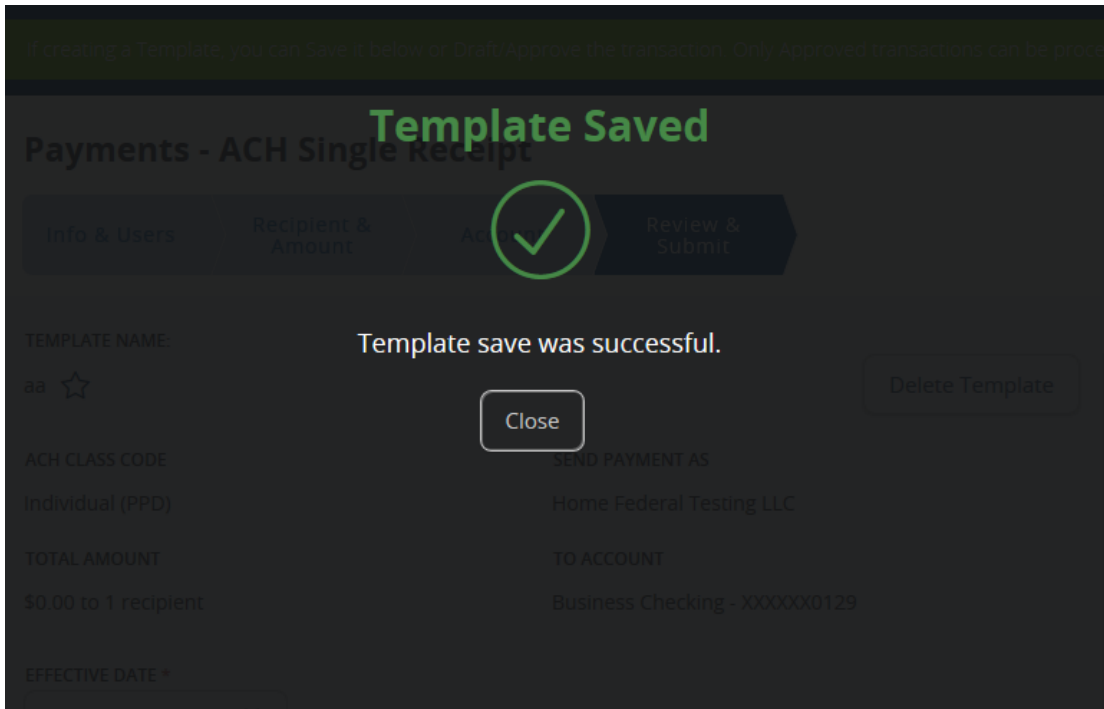 If creating a Template, you can Save it below or Draft/Approve the transaction. Only Approved transactions can be
Template Saved
Payments - ACH Single Receipt
Info & Users
Recipient &
Amount
Review &
Submit
TEMPLATE NAME:
Template save was successful.
aa
Delete Template
Close
ACH CLASS CODE
SEND PAYMENT AS
Individual (PPD)
Home Federal Testing LLC
TOTAL AMOUNT
TO ACCOUNT
$0.00 to 1 recipient
Business Checking - XXXXXX0129
EFFECTIVE DATE *